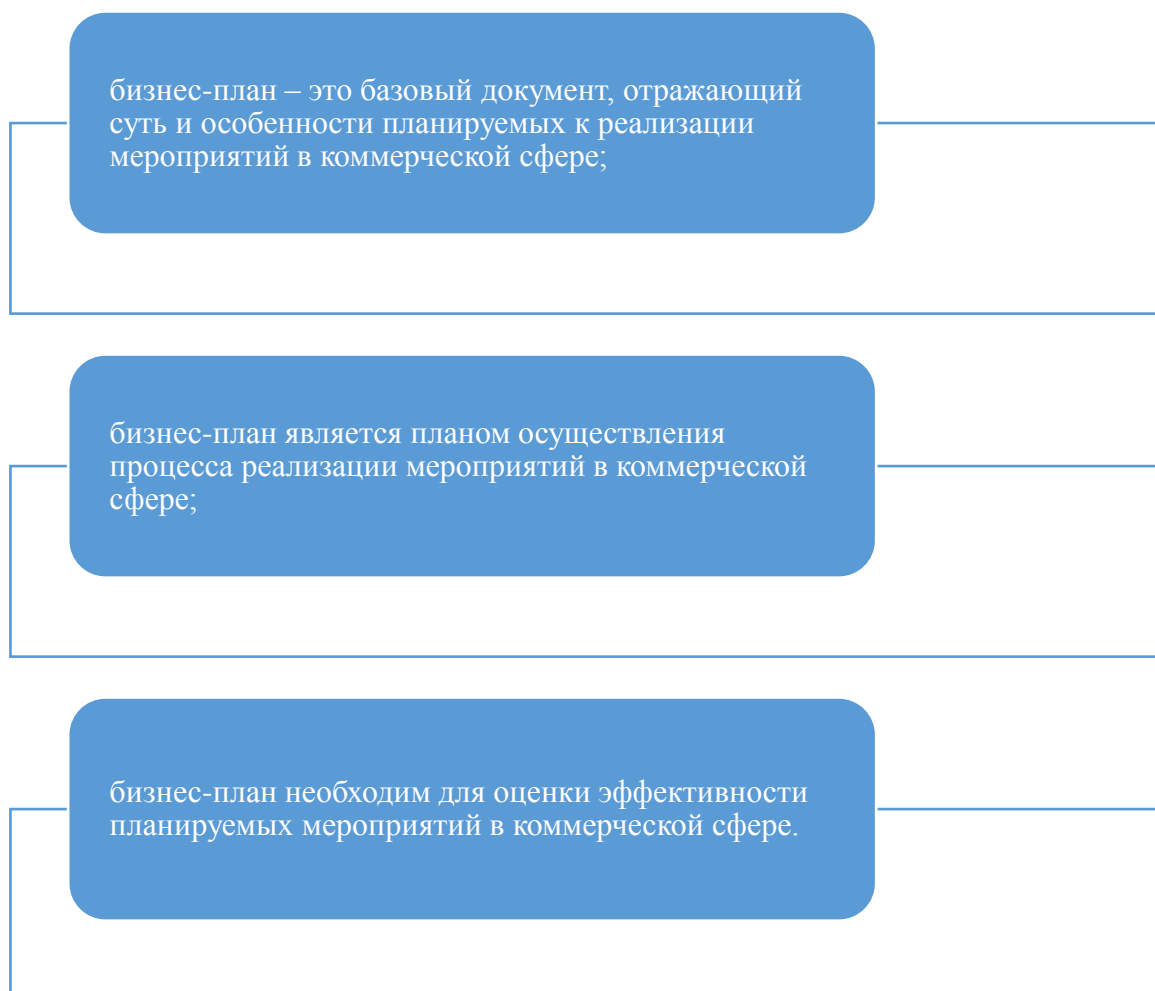 бизнес-план – это базовый документ, отражающий
суть и особенности планируемых к реализации
мероприятий в коммерческой сфере;
бизнес-план является планом осуществления
процесса реализации мероприятий в коммерческой
сфере;
бизнес-план необходим для оценки эффективности
планируемых мероприятий в коммерческой сфере.